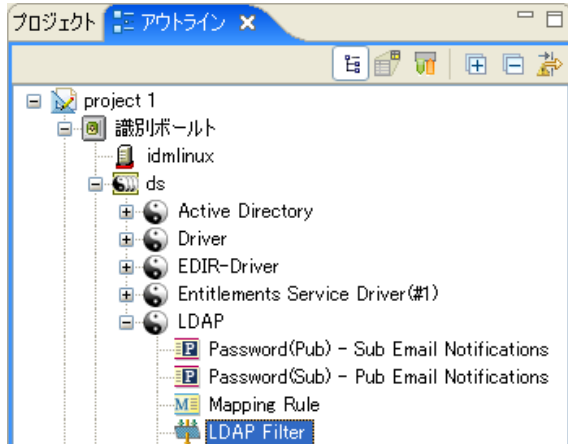 プロジェクト アウトライン
project 1
識別ボールト
idmlinux
ds
Active Directory
Driver
EDIR-Driver
Entitlements Service Driver(#1)
LDAP
P Password(Pub) - Sub Email Notifications
P Password(Sub) - Pub Email Notifications
M Mapping Rule
LDAP Filter